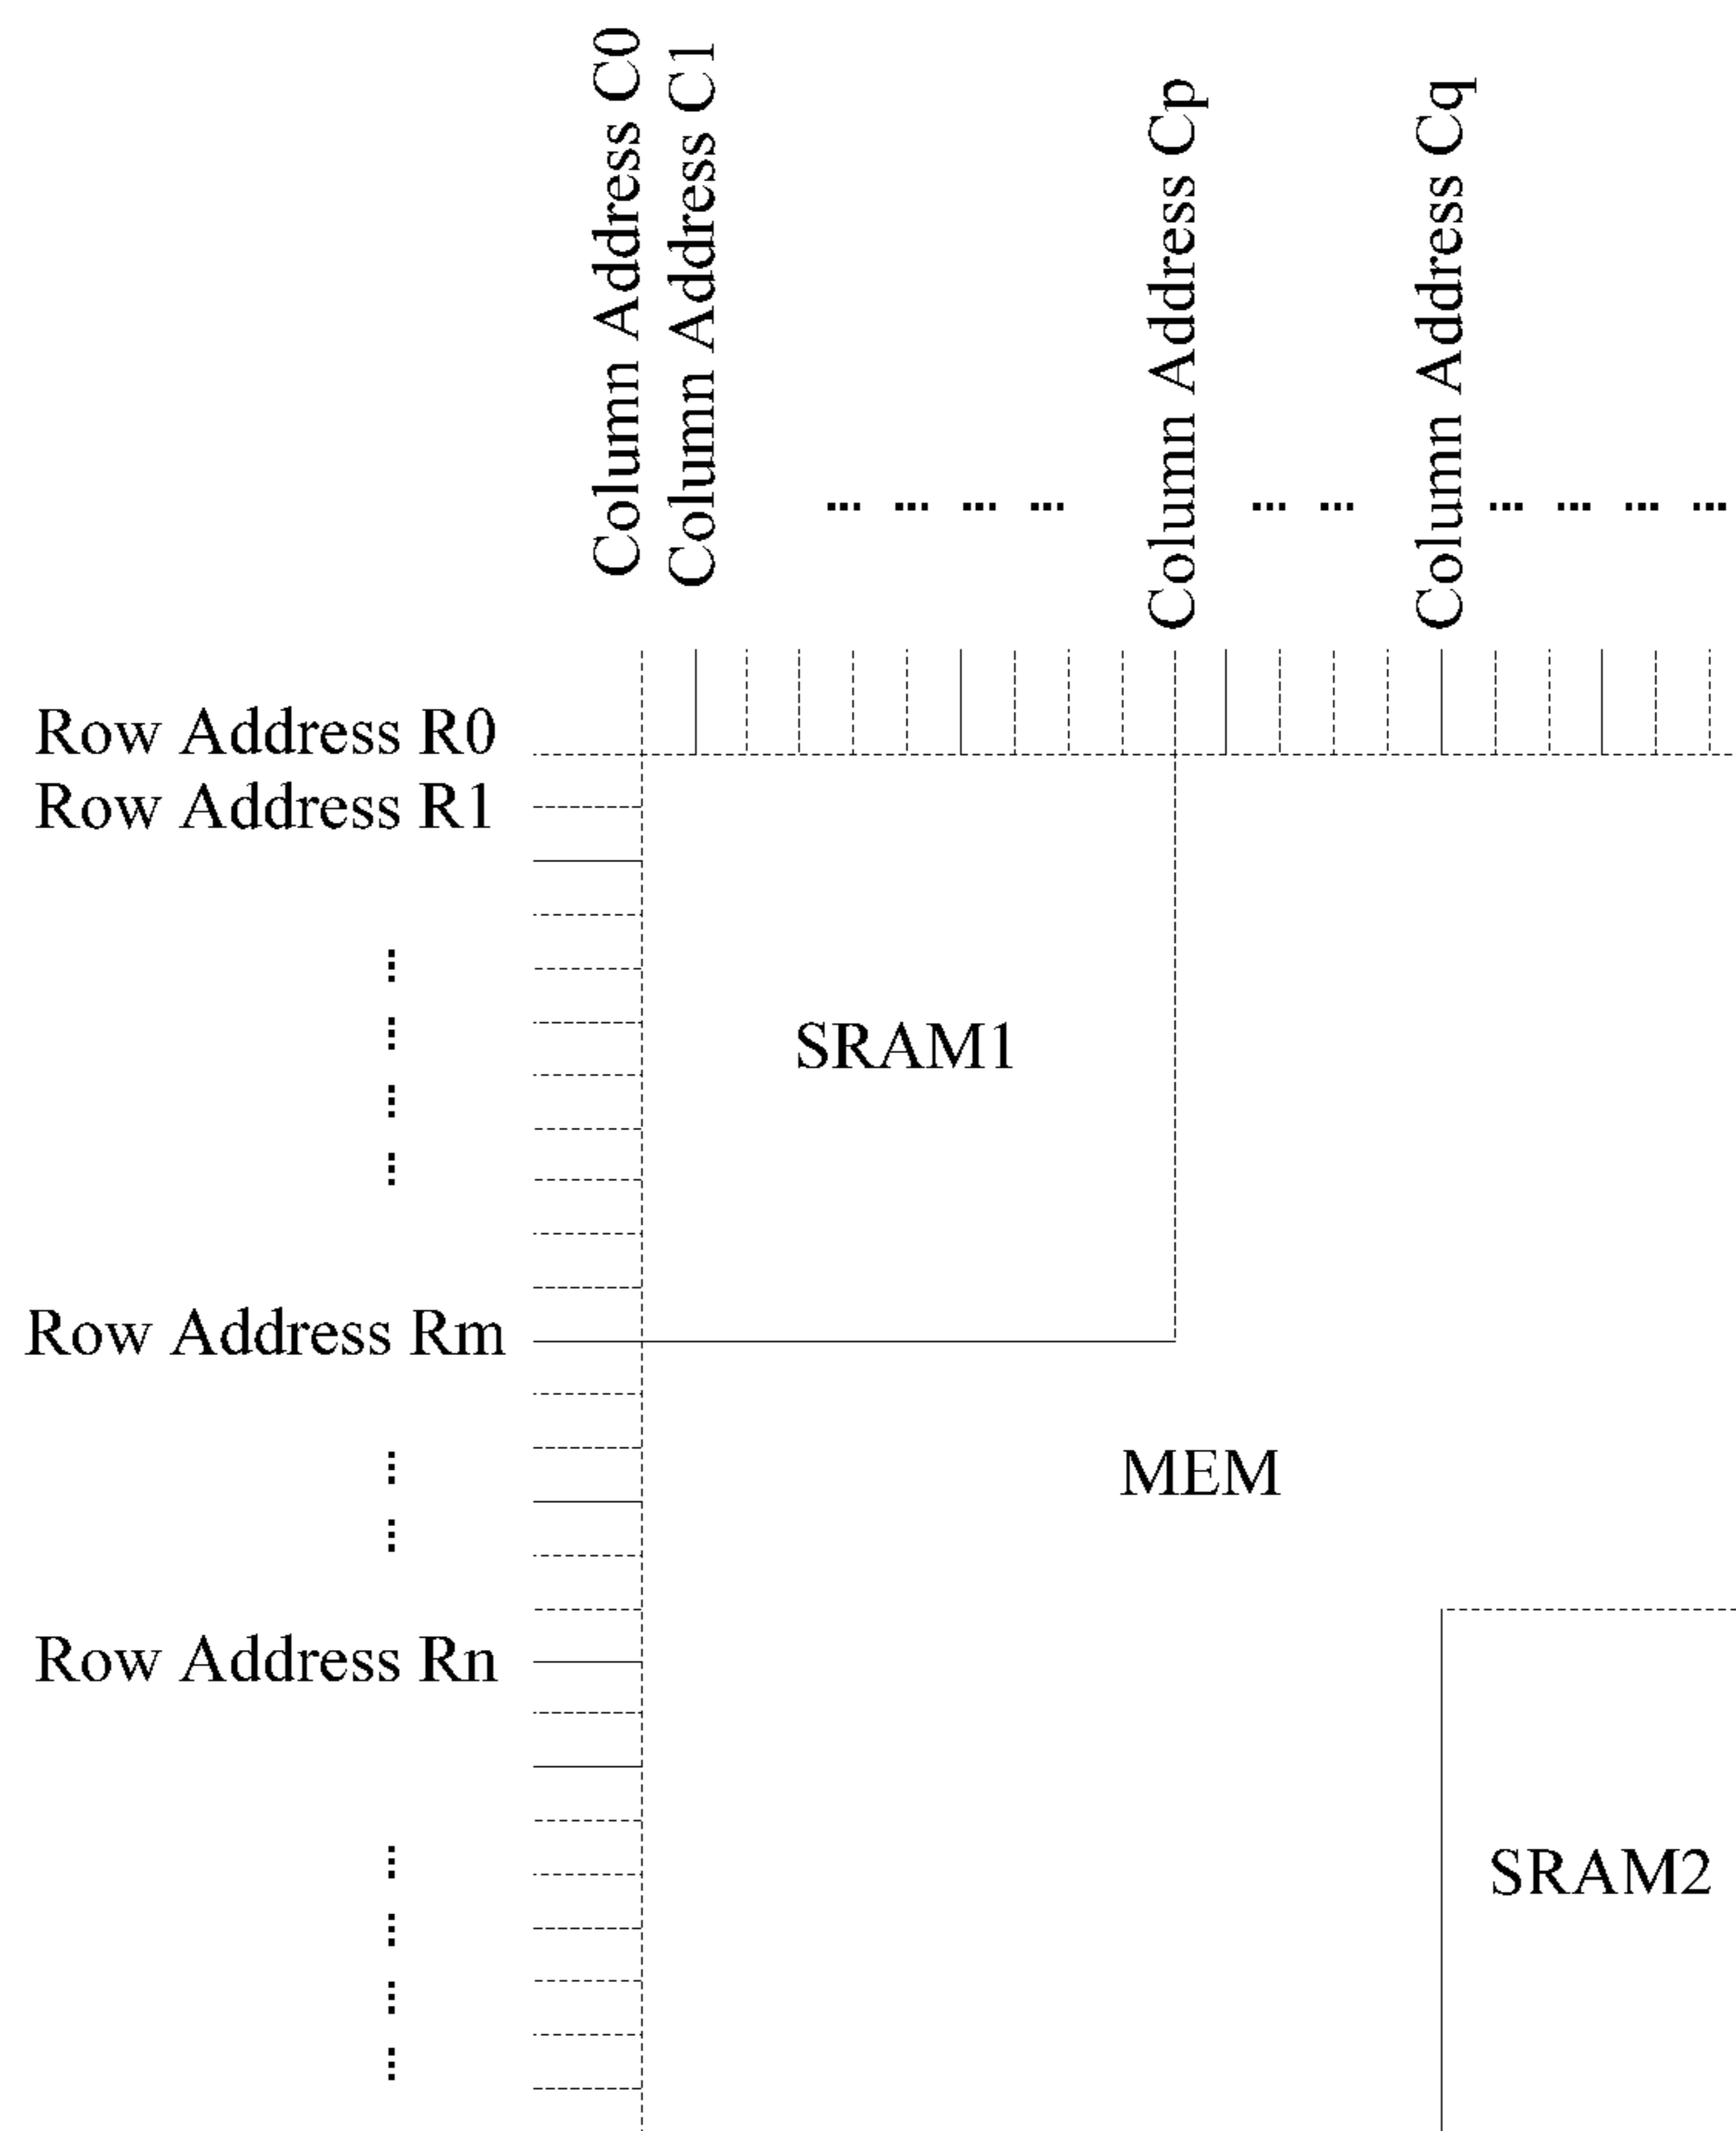 Column Address C0
Column Address C1
Column Address Cp
Column Address Cq
Row Address R0
Row Address R1
SRAM1
Row Address Rm
MEM
Row Address Rn
SRAM2